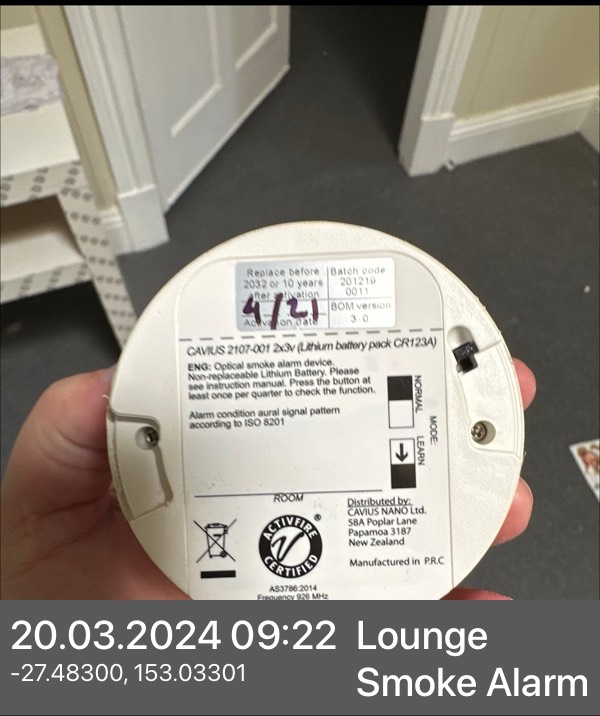 Replace before
2032 or 10 years
after activation
4/21
Activation date
Batch code
201219
0011
BOM version
3.0
CAVIUS 2107-001 2x3v (Lithium battery pack CR123A)
ENG: Optical smoke alarm device.
Non-replaceable Lithium Battery. Please
see instruction manual. Press the button at
least once per quarter to check the function.
Alarm condition aural signal pattern
according to ISO 8201
NORMAL
MODE:
LEARN
ROOM
ACTIVFIRE
®
CERTIFIED
AS3786:2014
Frequency 926 MHz
Distributed by:
CAVIUS NANO Ltd.
58A Poplar Lane
Papamoa 3187
New Zealand
Manufactured in P.R.C
20.03.2024 09:22
-27.48300, 153.03301
Lounge
Smoke Alarm